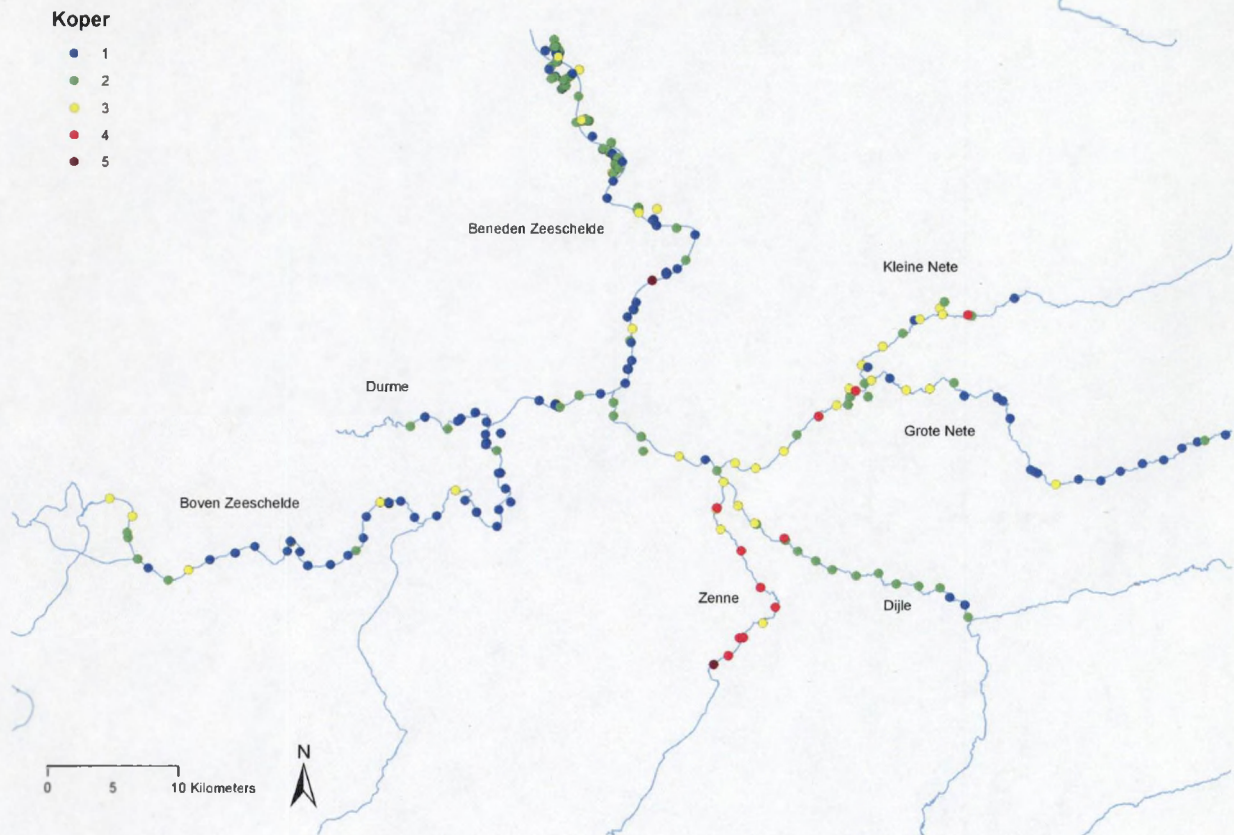 Koper
1
2
3
4
5
Beneden Zeeschelde
Kleine Nete
Durme
Grote Nete
Boven Zeeschelde
Zenne
Dijle
N
0 5 10 Kilometers